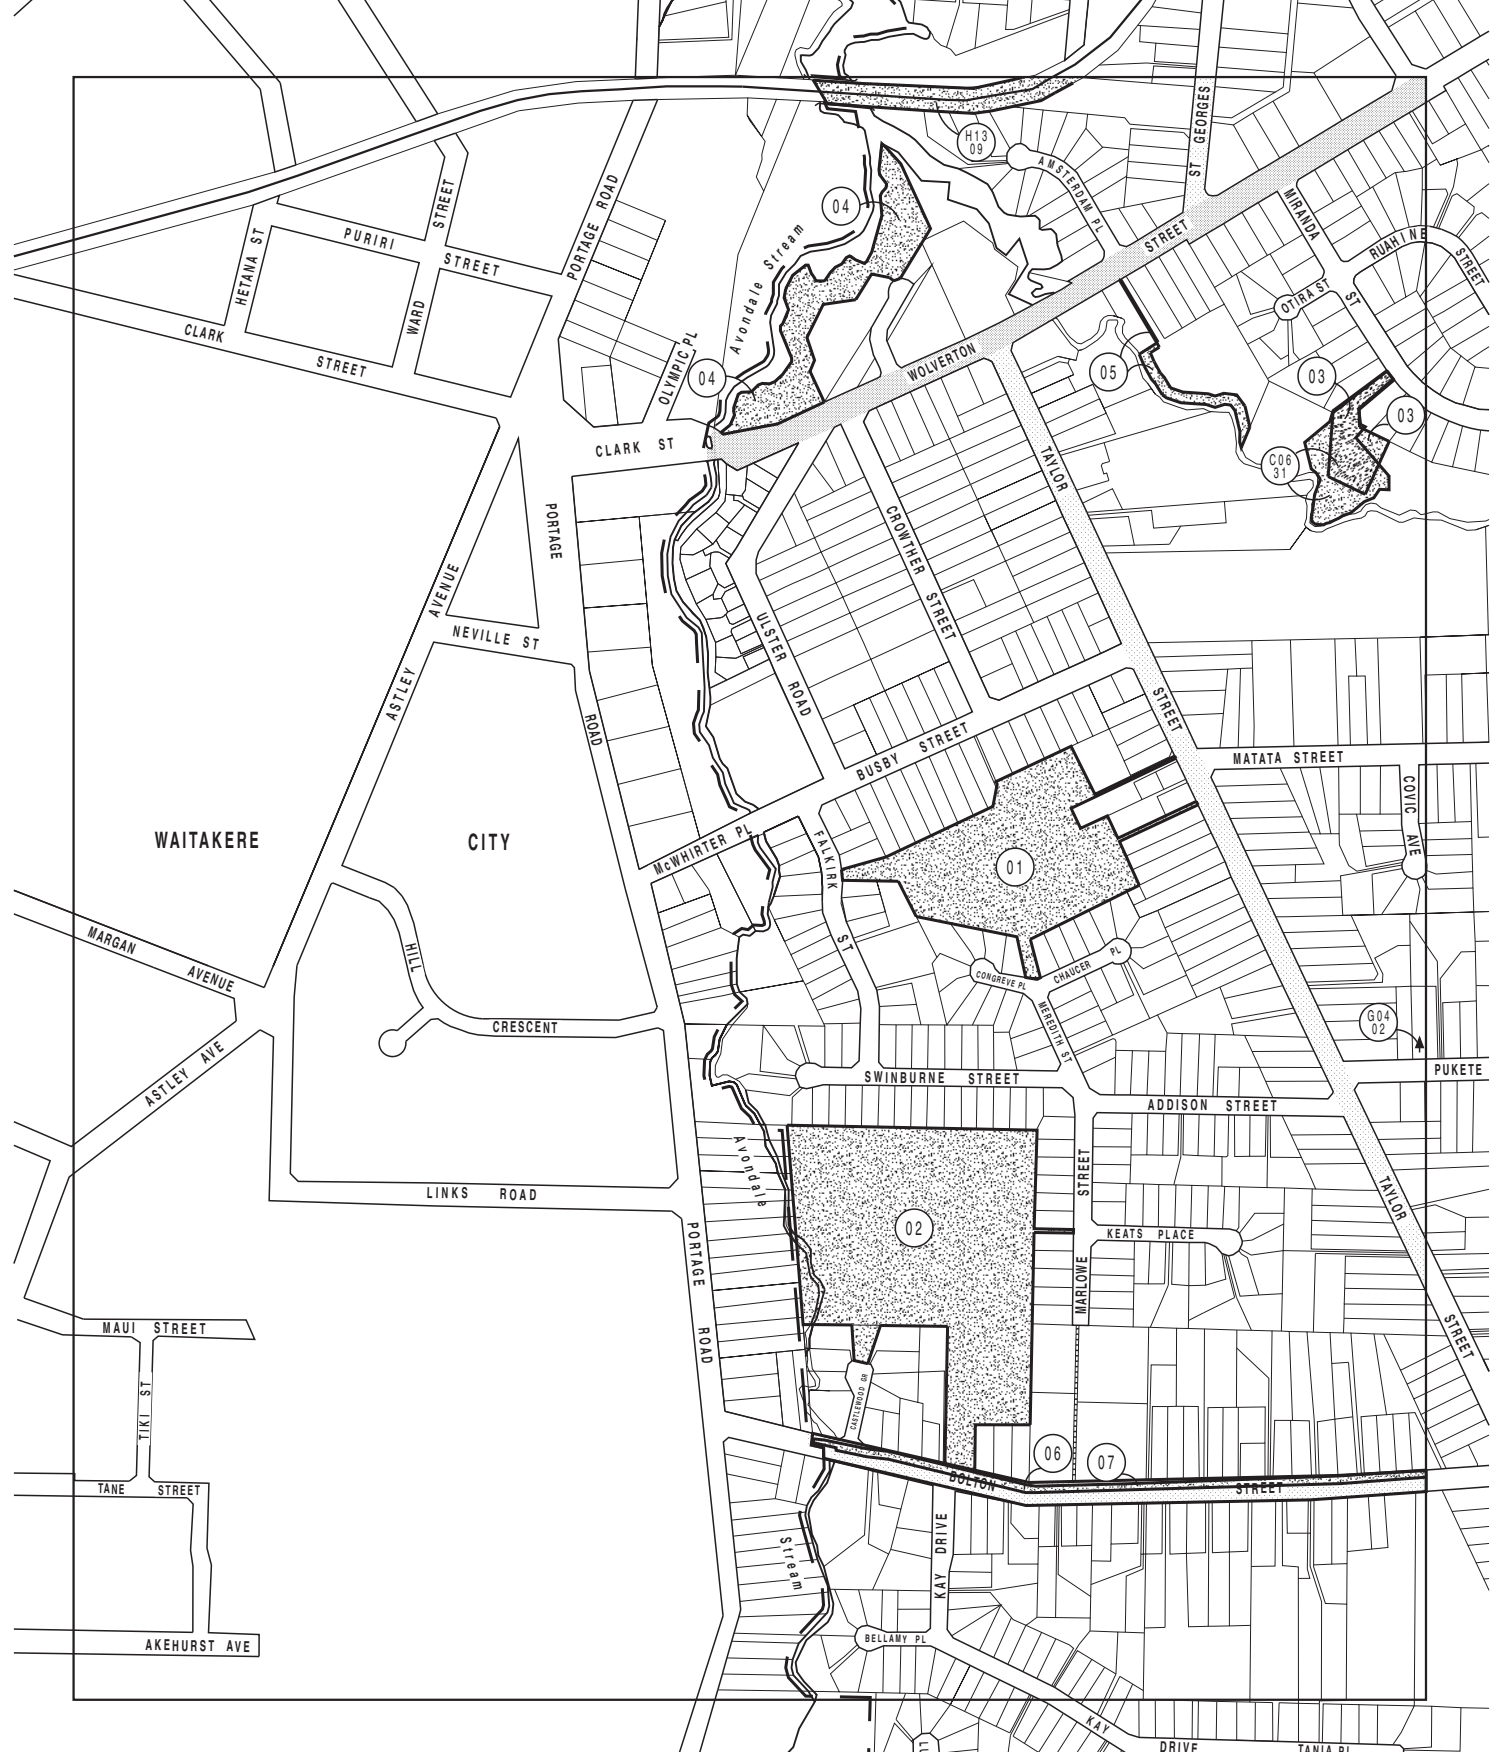 ST GEORGES
H13
09
AMSTERDAM PL
MIRANDA
ST
RUAHINE
STREET
OTIRA ST
04
STREET
PURIRI
STREET
HETANA ST
WARD
PORTAGE ROAD
Avondale Stream
CLARK
STREET
OLYMPIC PL
04
WOLVERTON
STREET
05
03
03
C06
31
CLARK ST
TAYLOR
STREET
CROWTHER STREET
PORTAGE
ROAD
ASTLEY
AVENUE
NEVILLE ST
ULSTER ROAD
BUSBY STREET
MATATA STREET
COVIC AVE
WAITAKERE
CITY
McWHIRTER PL
FALKIRK ST
01
MARGAN
AVENUE
HILL
CRESCENT
CONGREVE PL
CHAUCER PL
MEREDITH ST
G04
02
PUKETE
ASTLEY AVE
SWINBURNE STREET
ADDISON STREET
Avondale
Stream
LINKS ROAD
02
STREET
MARLOWE
KEATS PLACE
TAYLOR
STREET
PORTAGE
ROAD
MAUI STREET
TIKI ST
CASTLEWOOD GR
06
07
BOLTON
STREET
TANE STREET
KAY DRIVE
AKEHURST AVE
BELLAMY PL
KAY
DRIVE
TANIA PL